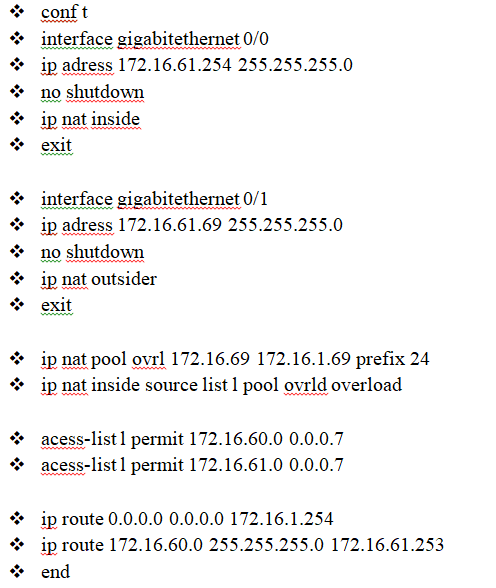 ❖ conf t
❖ interface gigabitethernet 0/0
❖ ip adress 172.16.61.254 255.255.255.0
❖ no shutdown
❖ ip nat inside
❖ exit
❖ interface gigabitethernet 0/1
❖ ip adress 172.16.61.69 255.255.255.0
❖ no shutdown
❖ ip nat outsider
❖ exit
❖ ip nat pool ovrl 172.16.69 172.16.1.69 prefix 24
❖ ip nat inside source list l pool ovrld overload
❖ acess-list l permit 172.16.60.0 0.0.0.7
❖ acess-list l permit 172.16.61.0 0.0.0.7
❖ ip route 0.0.0.0 0.0.0.0 172.16.1.254
❖ ip route 172.16.60.0 255.255.255.0 172.16.61.253
❖ end